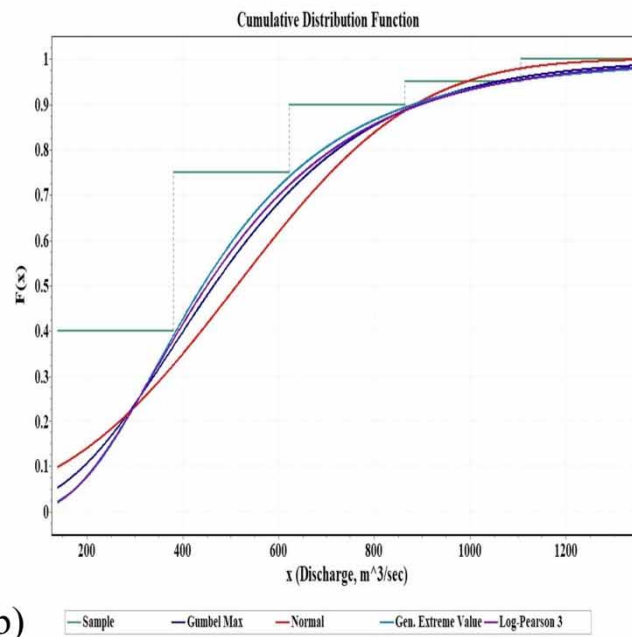 Cumulative Distribution Function
F(x)
1
0.9
0.8
0.7
0.6
0.5
0.4
0.3
0.2
0.1
0
200 400 600 800 1000 1200
x (Discharge, m^3/sec)
Sample Gumbel Max Normal Gen. Extreme Value Log-Pearson 3